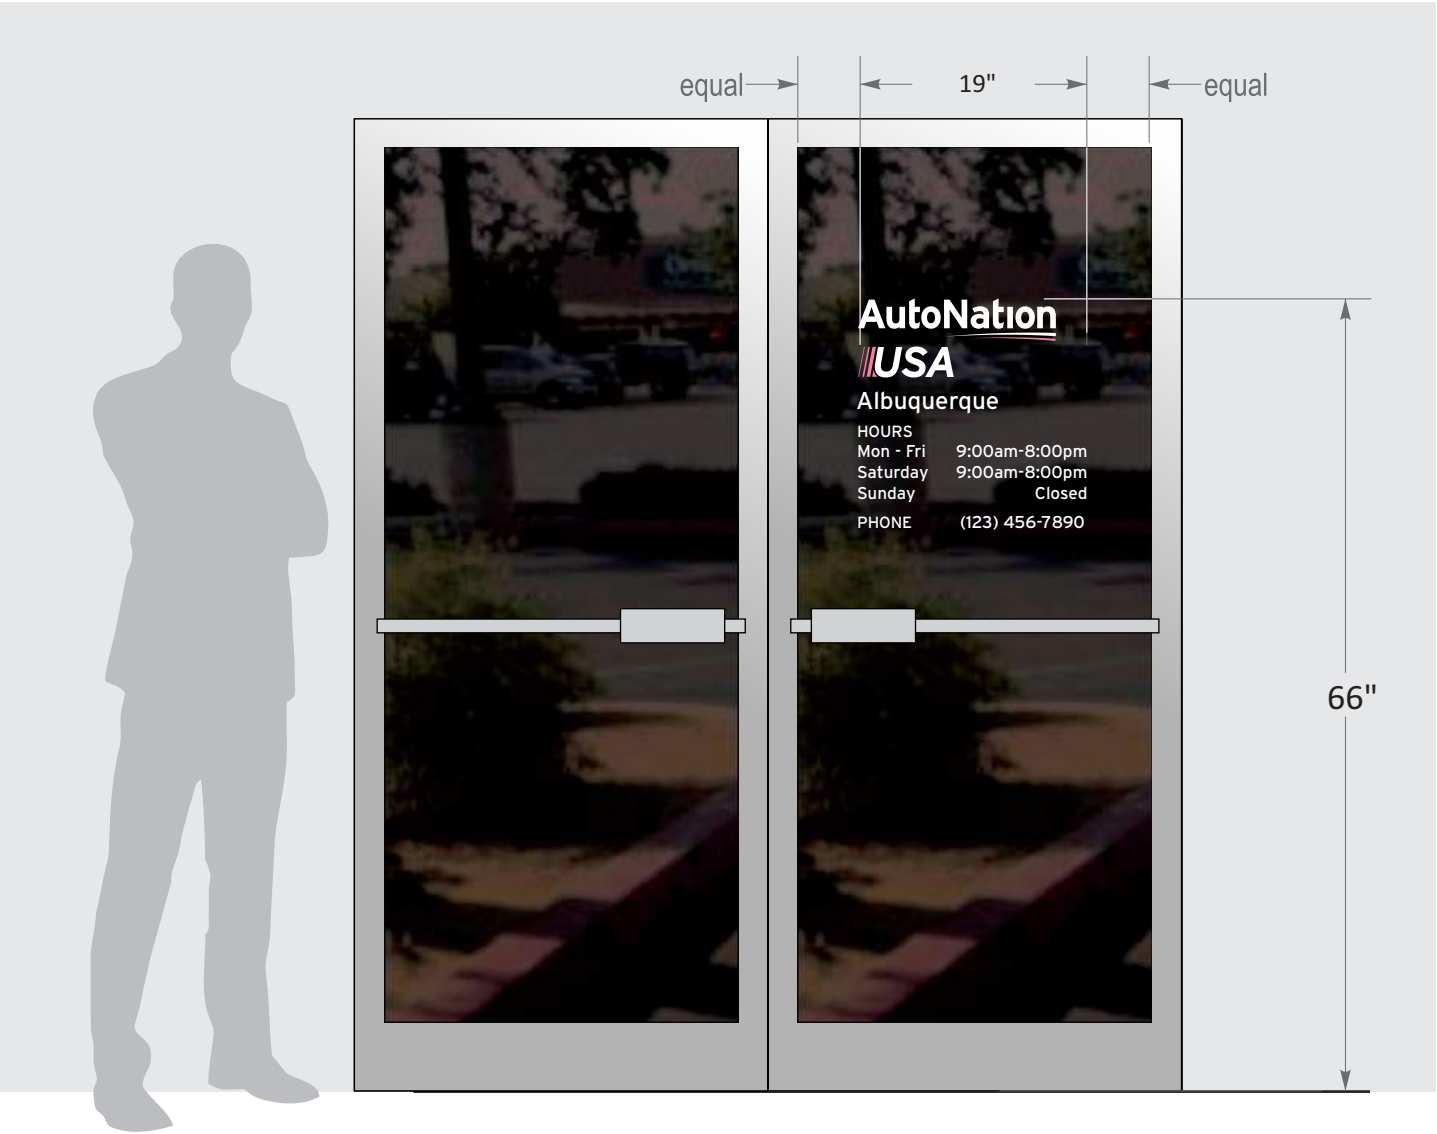 equal 19" equal
AutoNation
USA
Albuquerque
HOURS
Mon - Fri 9:00am-8:00pm
Saturday 9:00am-8:00pm
Sunday Closed
PHONE (123) 456-7890
66"